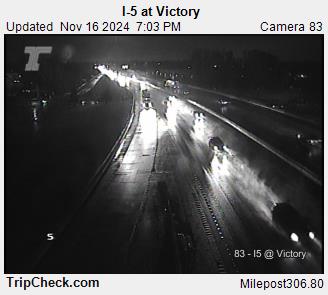 I-5 at Victory
Updated Nov 16 2024 7:03 PM Camera 83
T
S
83 - I5 @ Victory
TripCheck.com Milepost306.80